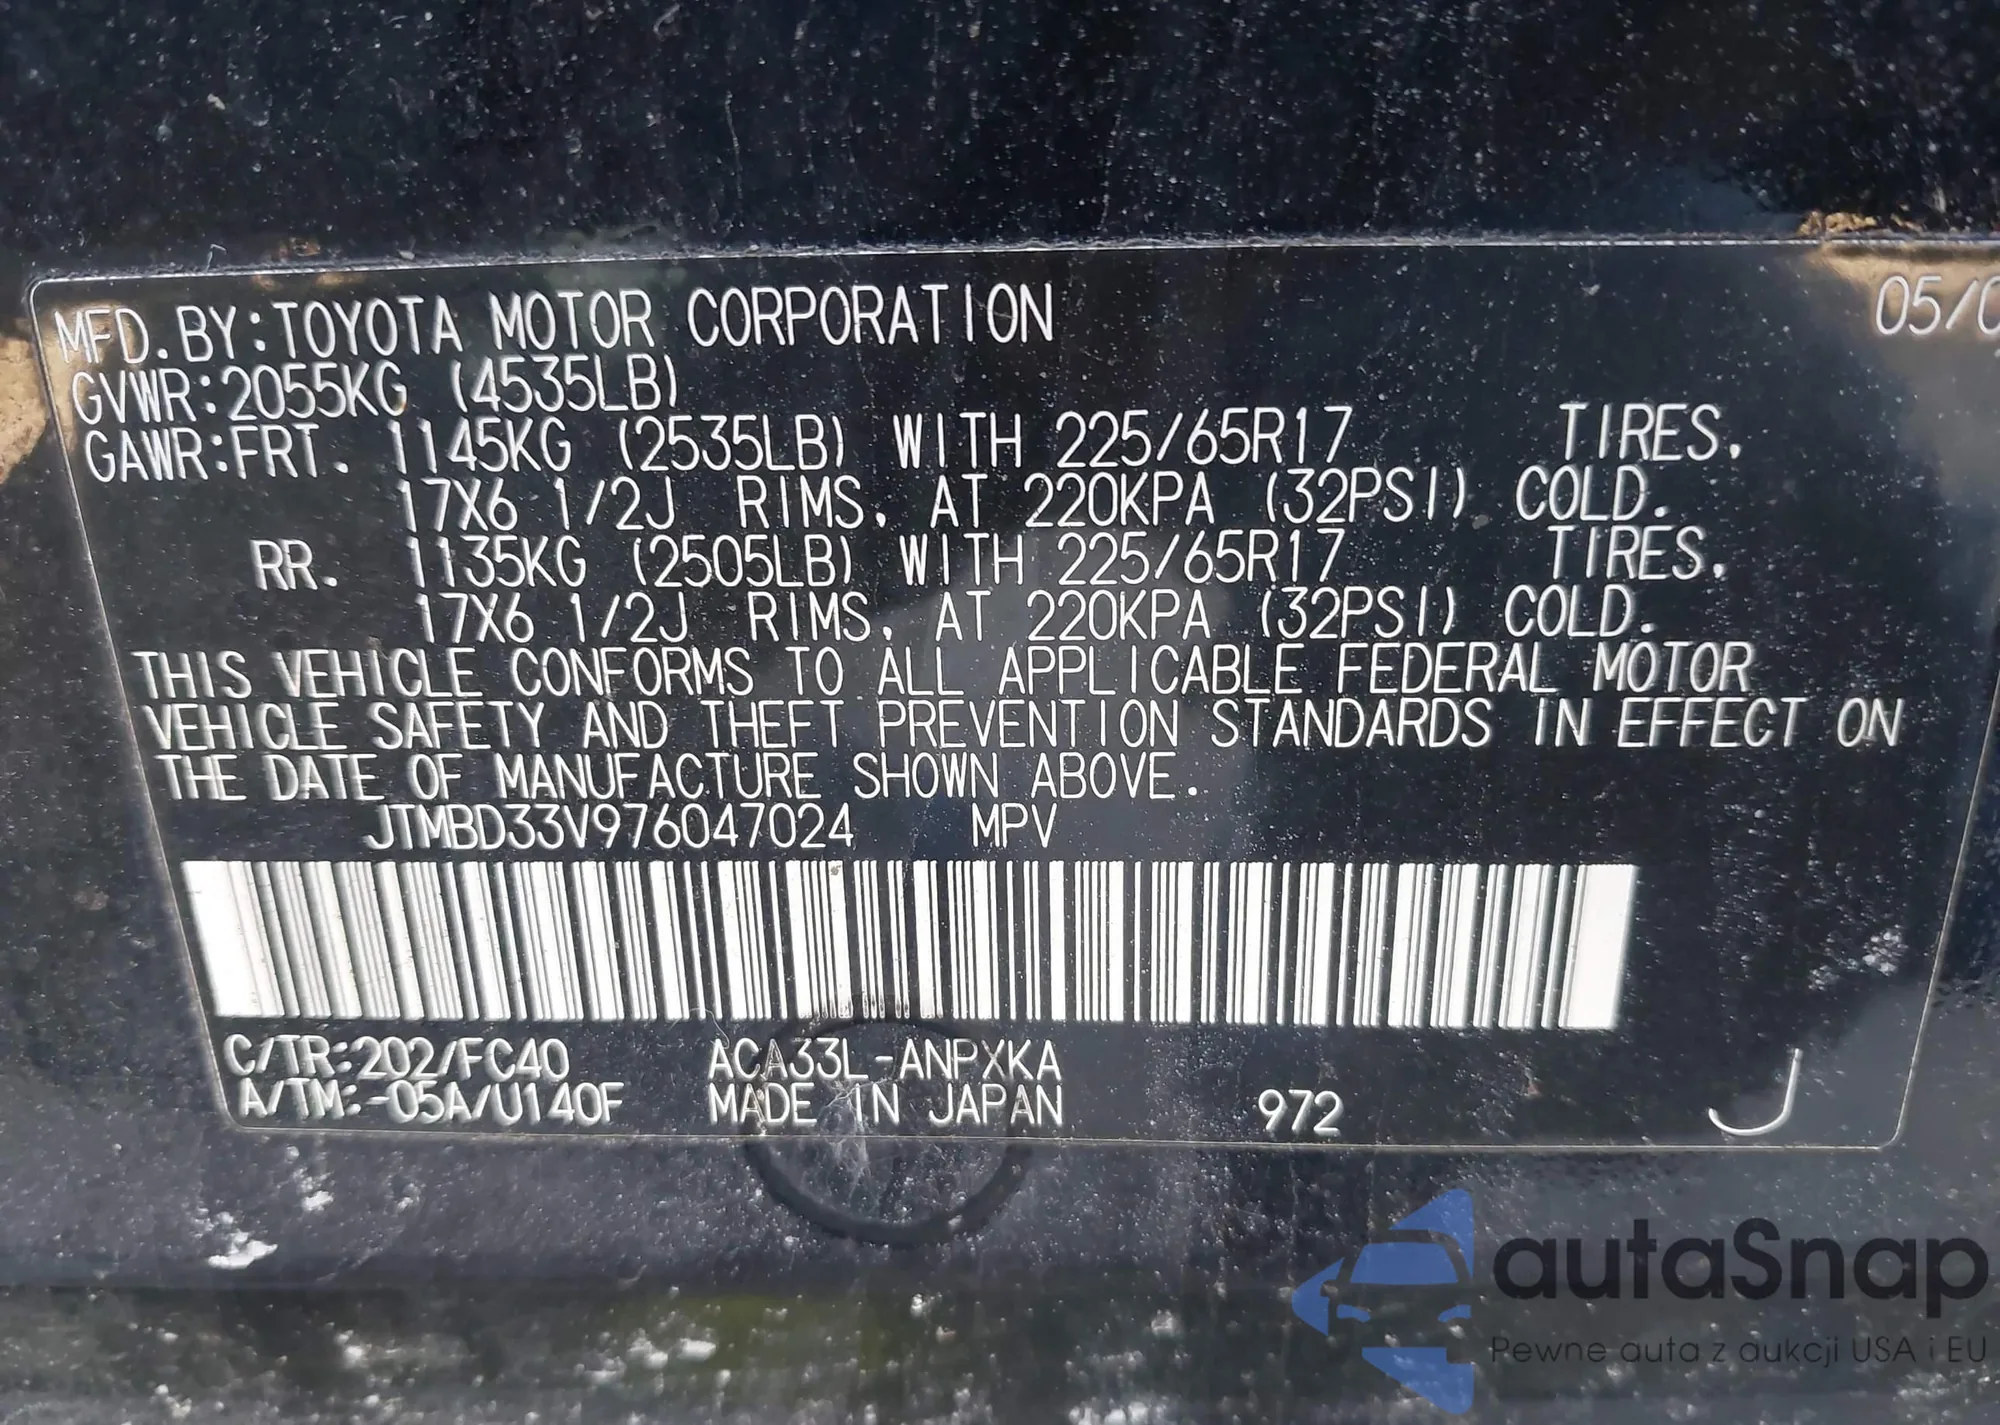 05/0
MFD.BY:TOYOTA MOTOR CORPORATION
GVWR:2055KG (4535LB)
GAWR:FRT. 1145KG (2535LB) WITH 225/65R17 TIRES,
17X6 1/2J RIMS, AT 220KPA (32PSI) COLD.
RR. 1135KG (2505LB) WITH 225/65R17 TIRES,
17X6 1/2J RIMS, AT 220KPA (32PSI) COLD.
THIS VEHICLE CONFORMS TO ALL APPLICABLE FEDERAL MOTOR
VEHICLE SAFETY AND THEFT PREVENTION STANDARDS IN EFFECT ON
THE DATE OF MANUFACTURE SHOWN ABOVE.
JTMBD33V976047024 MPV
C/TR:202/FC40 ACA33L-ANPXKA
A/TM:-05A/U140F MADE IN JAPAN 972 J
autaSnap
Pewne auta z aukcji USA i EU